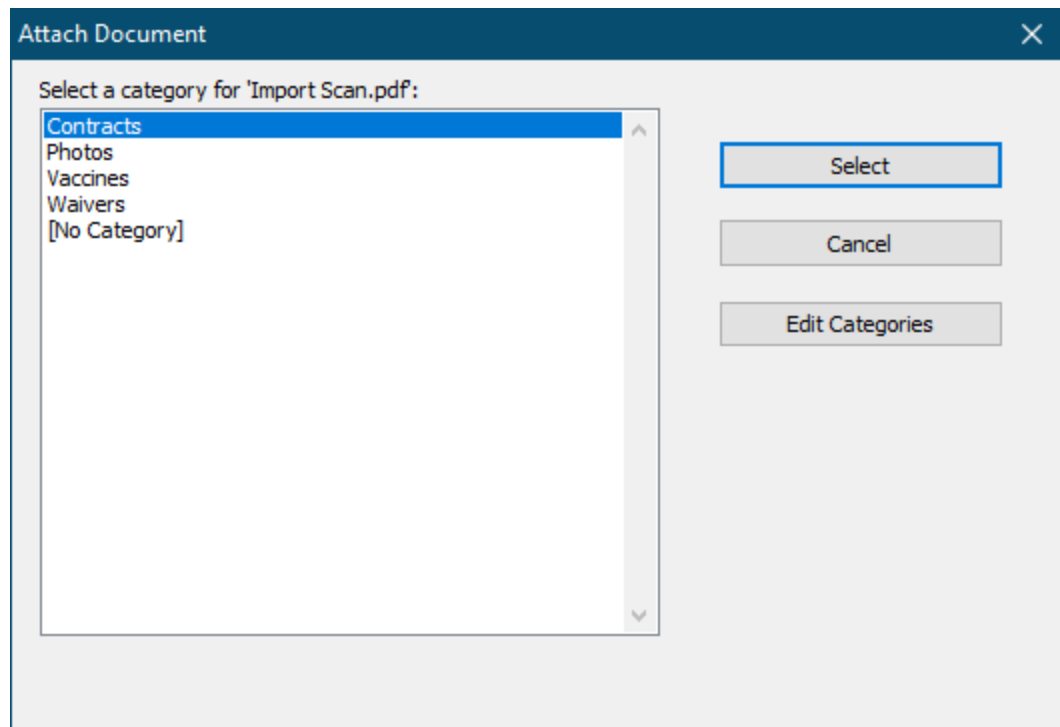 Attach Document
Select a category for 'Import Scan.pdf':
Contracts
Photos
Vaccines
Waivers
[No Category]
Select
Cancel
Edit Categories